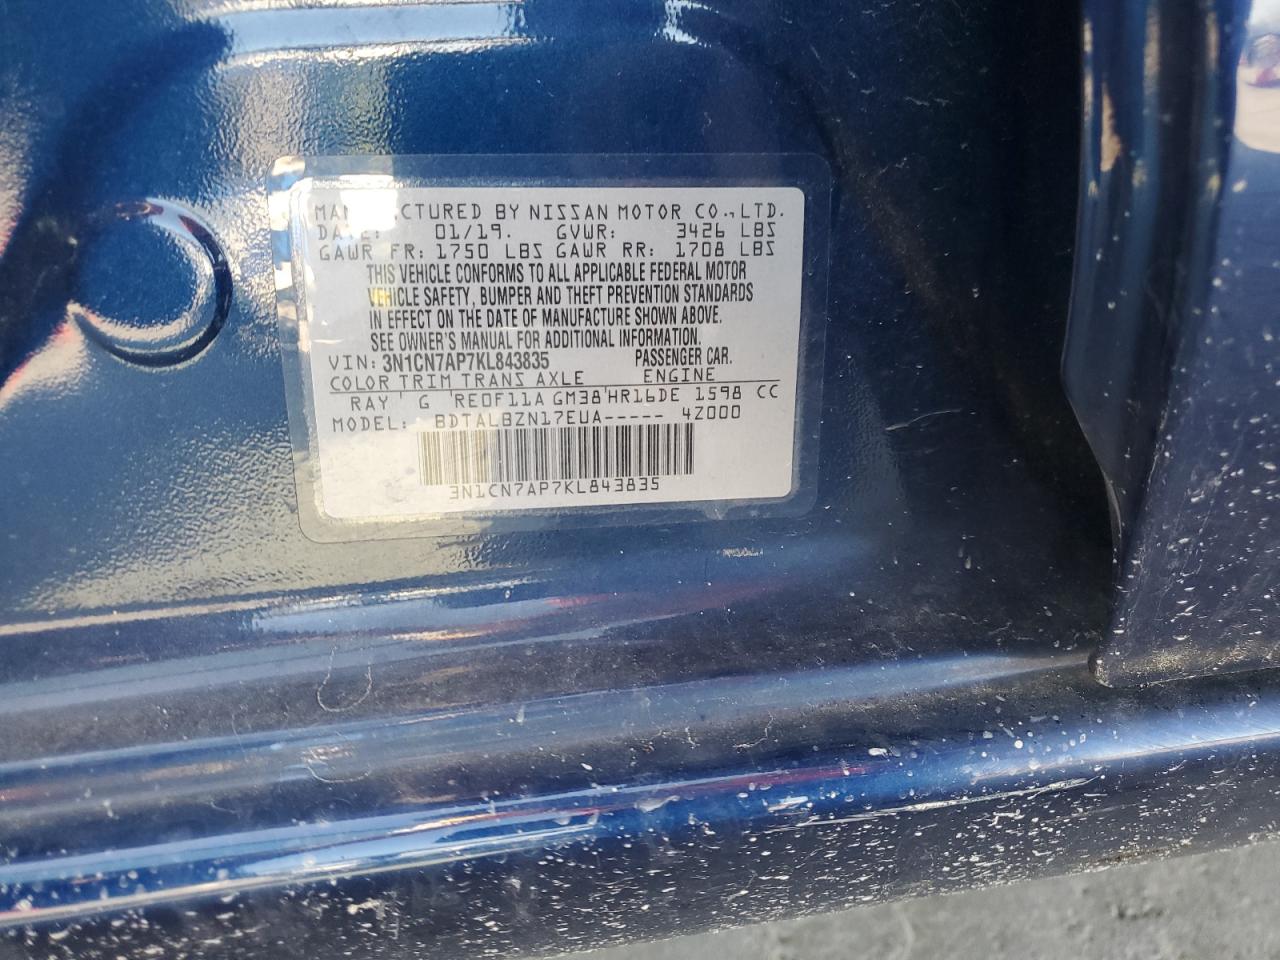 MANUFACTURED BY NISSAN MOTOR CO., LTD.
DATE: 01/19. GVWR: 3426 LBS
GAWR FR: 1750 LBS GAWR RR: 1708 LBS
THIS VEHICLE CONFORMS TO ALL APPLICABLE FEDERAL MOTOR
VEHICLE SAFETY, BUMPER AND THEFT PREVENTION STANDARDS
IN EFFECT ON THE DATE OF MANUFACTURE SHOWN ABOVE.
SEE OWNER'S MANUAL FOR ADDITIONAL INFORMATION.
VIN: 3N1CN7AP7KL843835 PASSENGER CAR.
COLOR TRIM TRANS AXLE ENGINE
RAY ' G 'RE0F11A GM38'HR16DE 1598 CC
MODEL: BDTALBZN17EUA----- 4Z000
3N1CN7AP7KL843835